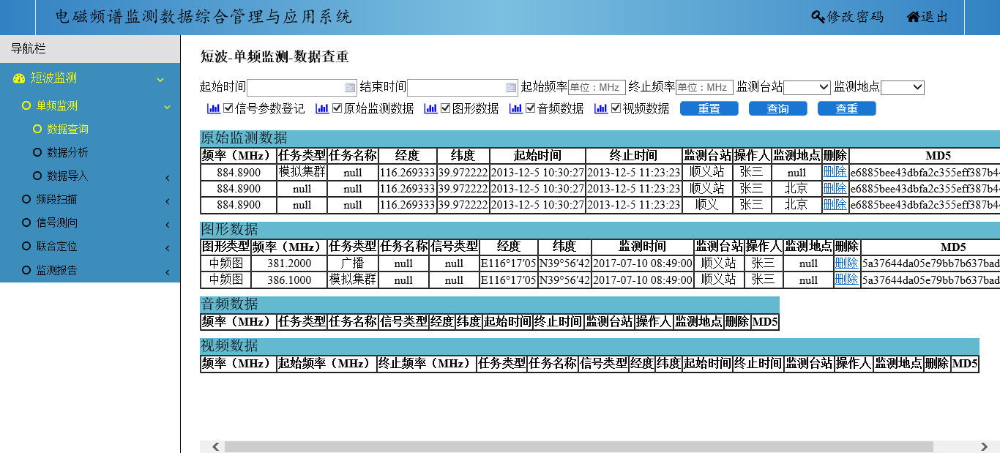 电磁频谱监测数据综合管理与应用系统 修改密码 退出
导航栏
短波监测
单频监测
数据查询
数据分析
数据导入
频段扫描
信号测向
联合定位
监测报告
短波-单频监测-数据查重
起始时间 结束时间 起始频率 单位：MHz 终止频率 单位：MHz 监测台站 监测地点
信号参数登记 原始监测数据 图形数据 音频数据 视频数据 重置 查询 查重
原始监测数据
频率（MHz） 任务类型 任务名称 经度 纬度 起始时间 终止时间 监测台站 操作人 监测地点 删除 MD5
884.8900 模拟集群 null 116.269333 39.972222 2013-12-5 10:30:27 2013-12-5 11:23:23 顺义站 张三 null 删除 e6885bee43dbfa2c355eff387b4
884.8900 null null 116.269333 39.972222 2013-12-5 10:30:27 2013-12-5 11:23:23 顺义站 张三 北京 删除 e6885bee43dbfa2c355eff387b4
884.8900 null null 116.269333 39.972222 2013-12-5 10:30:27 2013-12-5 11:23:23 顺义 张三 北京 删除 e6885bee43dbfa2c355eff387b4
图形数据
图形类型 频率（MHz） 任务类型 任务名称 信号类型 经度 纬度 监测时间 监测台站 操作人 监测地点 删除 MD5
中频图 381.2000 广播 null null E116°17′05 N39°56′42 2017-07-10 08:49:00 顺义站 张三 null 删除 5a37644da05e79bb7b637bad
中频图 386.1000 模拟集群 null null E116°17′05 N39°56′42 2017-07-10 08:49:00 顺义站 张三 null 删除 5a37644da05e79bb7b637bad
音频数据
频率（MHz） 任务类型 任务名称 信号类型 经度 纬度 起始时间 终止时间 监测台站 操作人 监测地点 删除 MD5
视频数据
频率（MHz） 起始频率（MHz） 终止频率（MHz） 任务类型 任务名称 信号类型 经度 纬度 起始时间 终止时间 监测台站 操作人 监测地点 删除 MD5